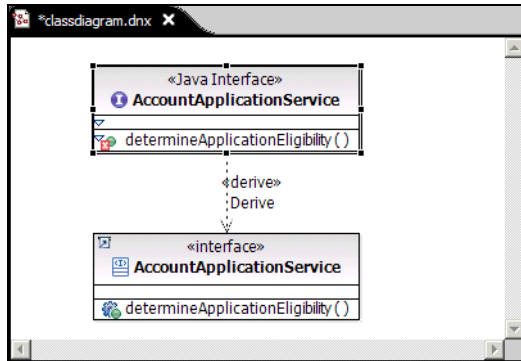 *classdiagram.dnx
«Java Interface»
AccountApplicationService
determineApplicationEligibility ( )
«derive»
Derive
«interface»
AccountApplicationService
determineApplicationEligibility ( )